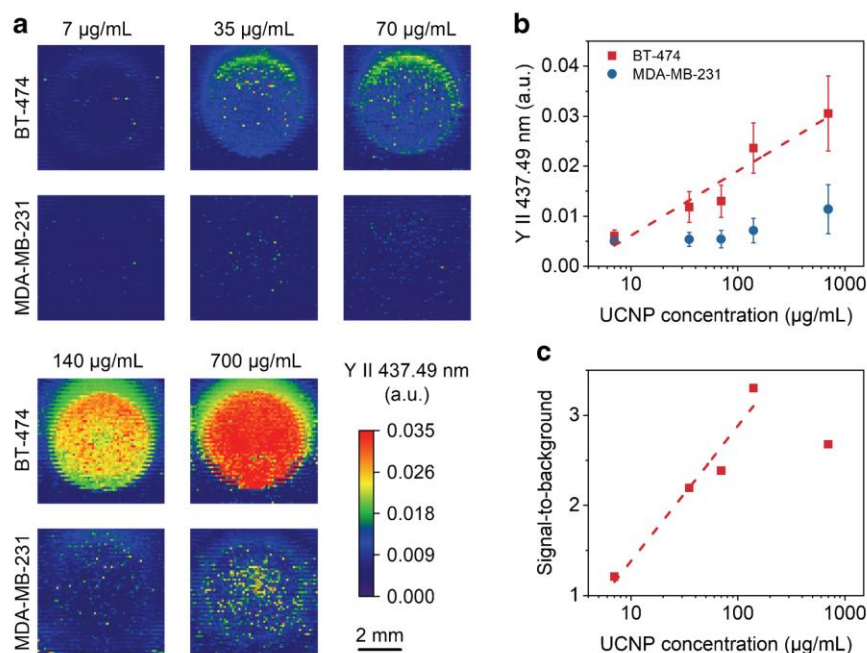 a
7 µg/mL 35 µg/mL 70 µg/mL
BT-474
MDA-MB-231
140 µg/mL 700 µg/mL
BT-474
MDA-MB-231
Y II 437.49 nm
(a.u.)
0.035
0.026
0.018
0.009
0.000
2 mm
b
BT-474
MDA-MB-231
Y II 437.49 nm (a.u.)
0.04
0.03
0.02
0.01
0.00
10 100 1000
UCNP concentration (µg/mL)
c
Signal-to-background
3
2
1
10 100 1000
UCNP concentration (µg/mL)